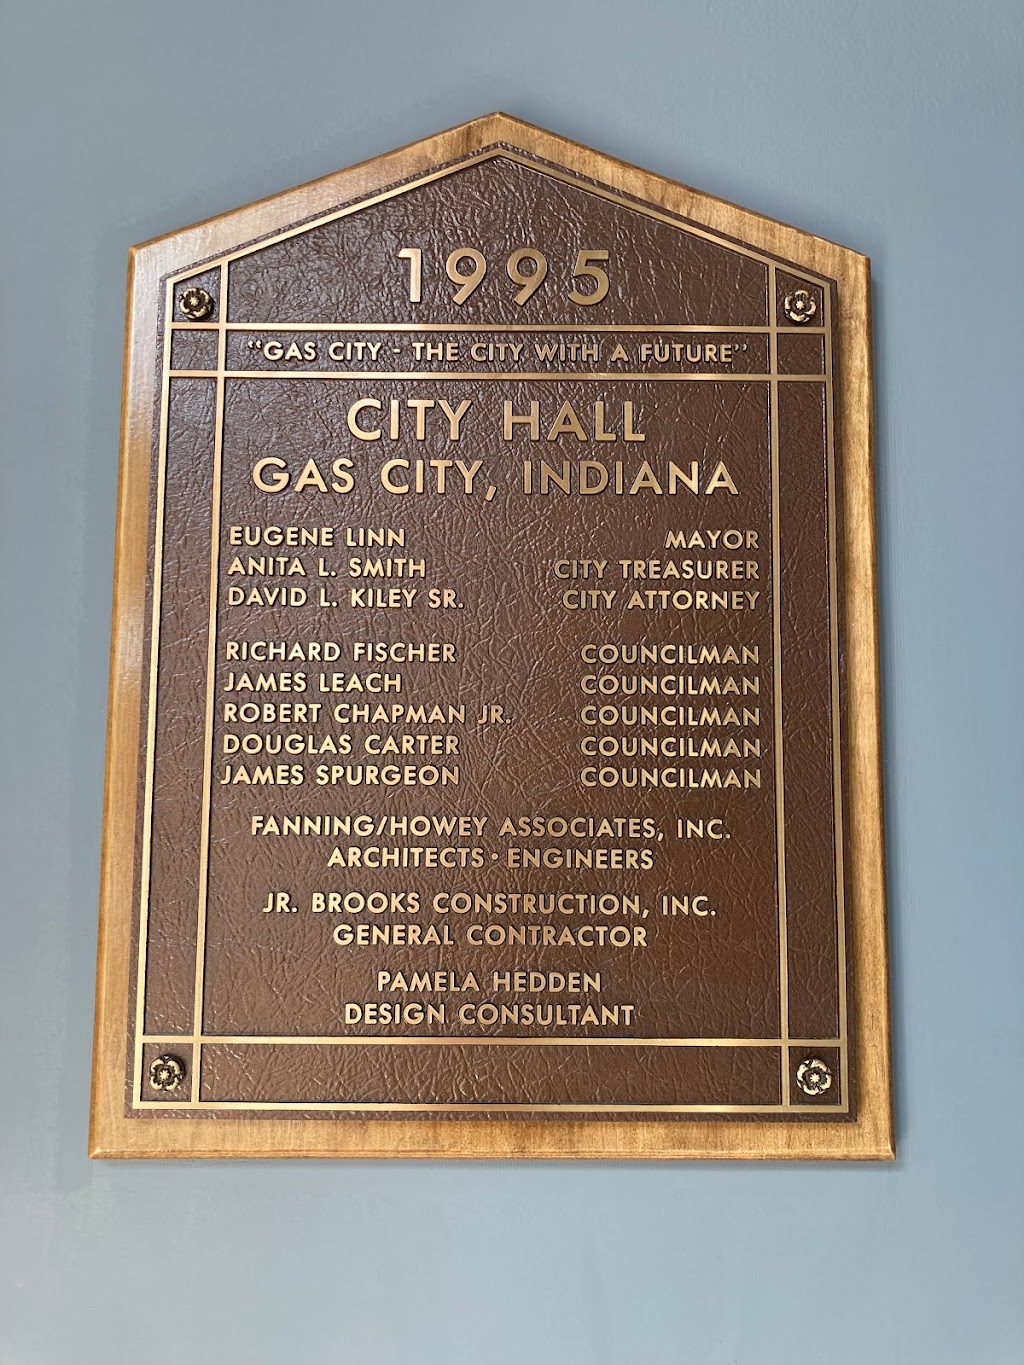 1995
"GAS CITY - THE CITY WITH A FUTURE"
CITY HALL
GAS CITY, INDIANA
EUGENE LINN MAYOR
ANITA L. SMITH CITY TREASURER
DAVID L. KILEY SR. CITY ATTORNEY
RICHARD FISCHER COUNCILMAN
JAMES LEACH COUNCILMAN
ROBERT CHAPMAN JR. COUNCILMAN
DOUGLAS CARTER COUNCILMAN
JAMES SPURGEON COUNCILMAN
FANNING/HOWEY ASSOCIATES, INC.
ARCHITECTS · ENGINEERS
JR. BROOKS CONSTRUCTION, INC.
GENERAL CONTRACTOR
PAMELA HEDDEN
DESIGN CONSULTANT